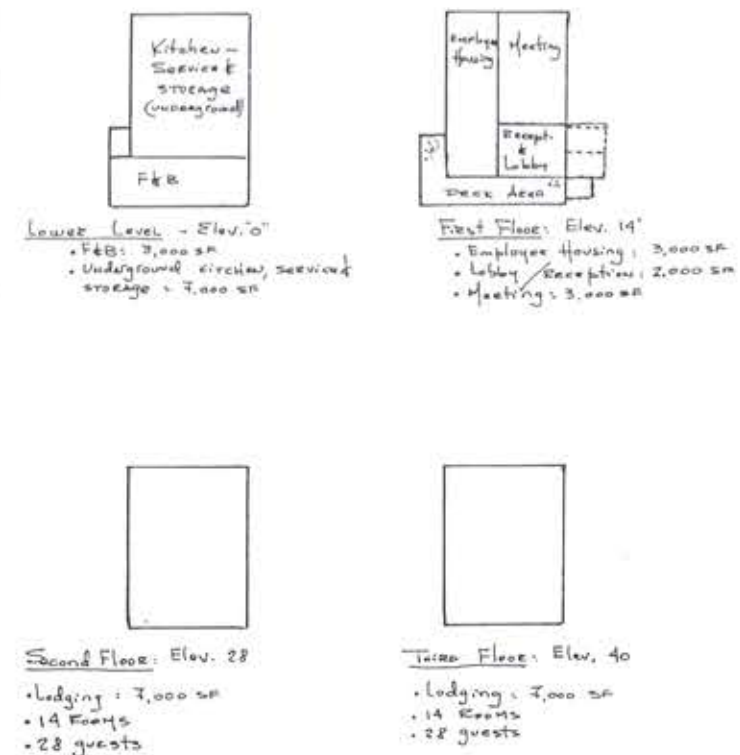 Kitchen -
Service &
Storage
(underground)
F&B
Lower Level - Elev. "0"
• F&B: 3,000 SF
• Underground kitchen, service &
storage : 7,000 SF
Employee
Housing
Meeting
Recept.
&
Lobby
Deck Area
First Floor: Elev. 14'
• Employee Housing : 3,000 SF
• Lobby / Reception : 2,000 SF
• Meeting : 3,000 SF
Second Floor: Elev. 28
• Lodging : 7,000 SF
• 14 Rooms
• 28 guests
Third Floor: Elev. 40
• Lodging : 7,000 SF
• 14 Rooms
• 28 guests